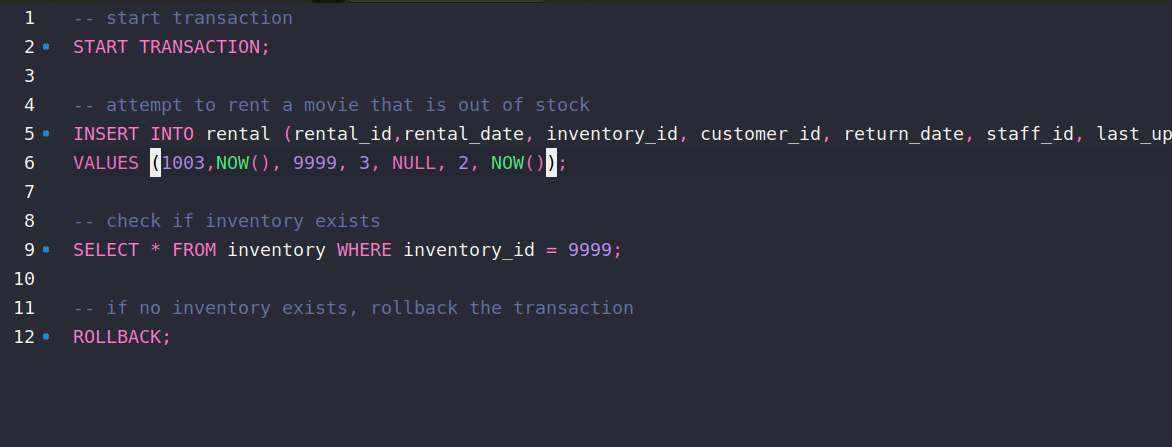 1 -- start transaction
2 START TRANSACTION;
3
4 -- attempt to rent a movie that is out of stock
5 INSERT INTO rental (rental_id,rental_date, inventory_id, customer_id, return_date, staff_id, last_up
6 VALUES (1003,NOW(), 9999, 3, NULL, 2, NOW());
7
8 -- check if inventory exists
9 SELECT * FROM inventory WHERE inventory_id = 9999;
10
11 -- if no inventory exists, rollback the transaction
12 ROLLBACK;